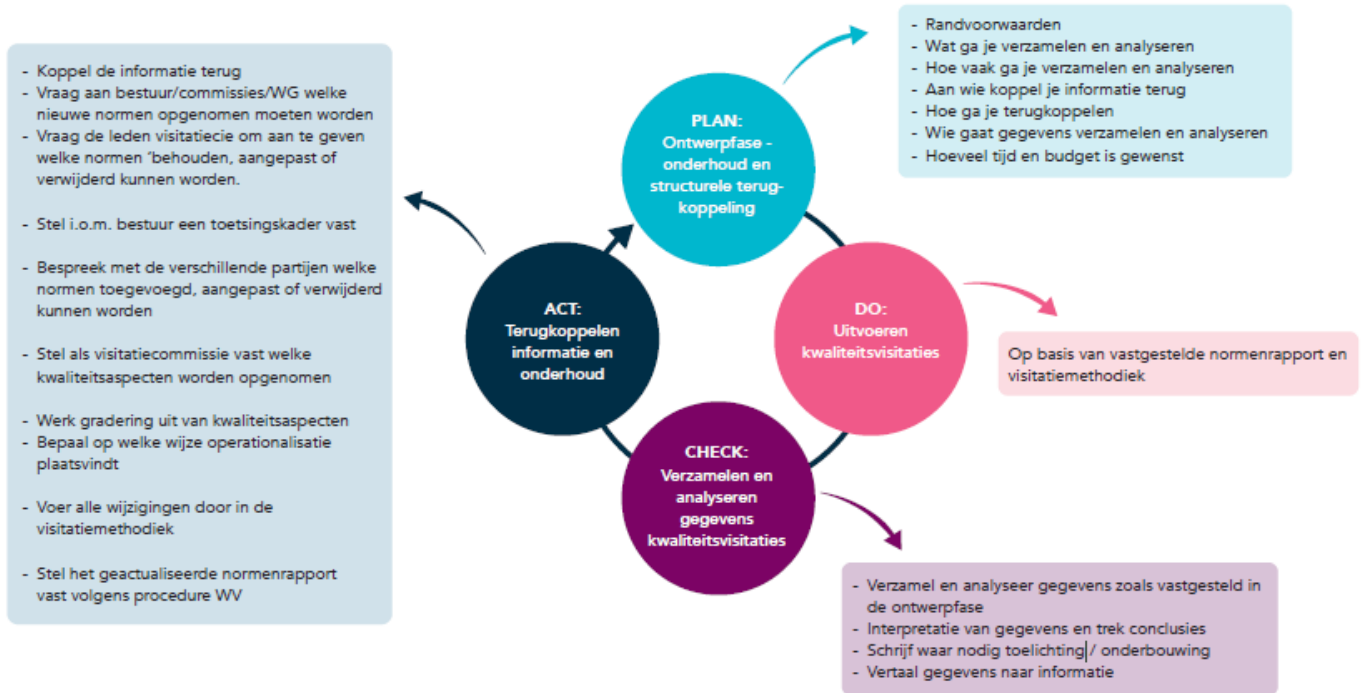 - Randvoorwaarden
- Wat ga je verzamelen en analyseren
- Hoe vaak ga je verzamelen en analyseren
- Aan wie koppel je informatie terug
- Hoe ga je terugkoppelen
- Wie gaat gegevens verzamelen en analyseren
- Hoeveel tijd en budget is gewenst
PLAN:
Ontwerpfase -
onderhoud en
structurele terug-
koppeling
DO:
Uitvoeren
kwaliteitsvisitaties
Op basis van vastgestelde normenrapport en
visitatiemethodiek
CHECK:
Verzamelen en
analyseren
gegevens
kwaliteitsvisitaties
- Verzamel en analyseer gegevens zoals vastgesteld in
de ontwerpfase
- Interpretatie van gegevens en trek conclusies
- Schrijf waar nodig toelichting / onderbouwing
- Vertaal gegevens naar informatie
ACT:
Terugkoppelen
informatie en
onderhoud
- Koppel de informatie terug
- Vraag aan bestuur/commissies/WG welke
nieuwe normen opgenomen moeten worden
- Vraag de leden visitatiecie om aan te geven
welke normen ‘behouden, aangepast of
verwijderd kunnen worden.
- Stel i.o.m. bestuur een toetsingskader vast
- Bespreek met de verschillende partijen welke
normen toegevoegd, aangepast of verwijderd
kunnen worden
- Stel als visitatiecommissie vast welke
kwaliteitsaspecten worden opgenomen
- Werk gradering uit van kwaliteitsaspecten
- Bepaal op welke wijze operationalisatie
plaatsvindt
- Voer alle wijzigingen door in de
visitatiemethodiek
- Stel het geactualiseerde normenrapport
vast volgens procedure WV